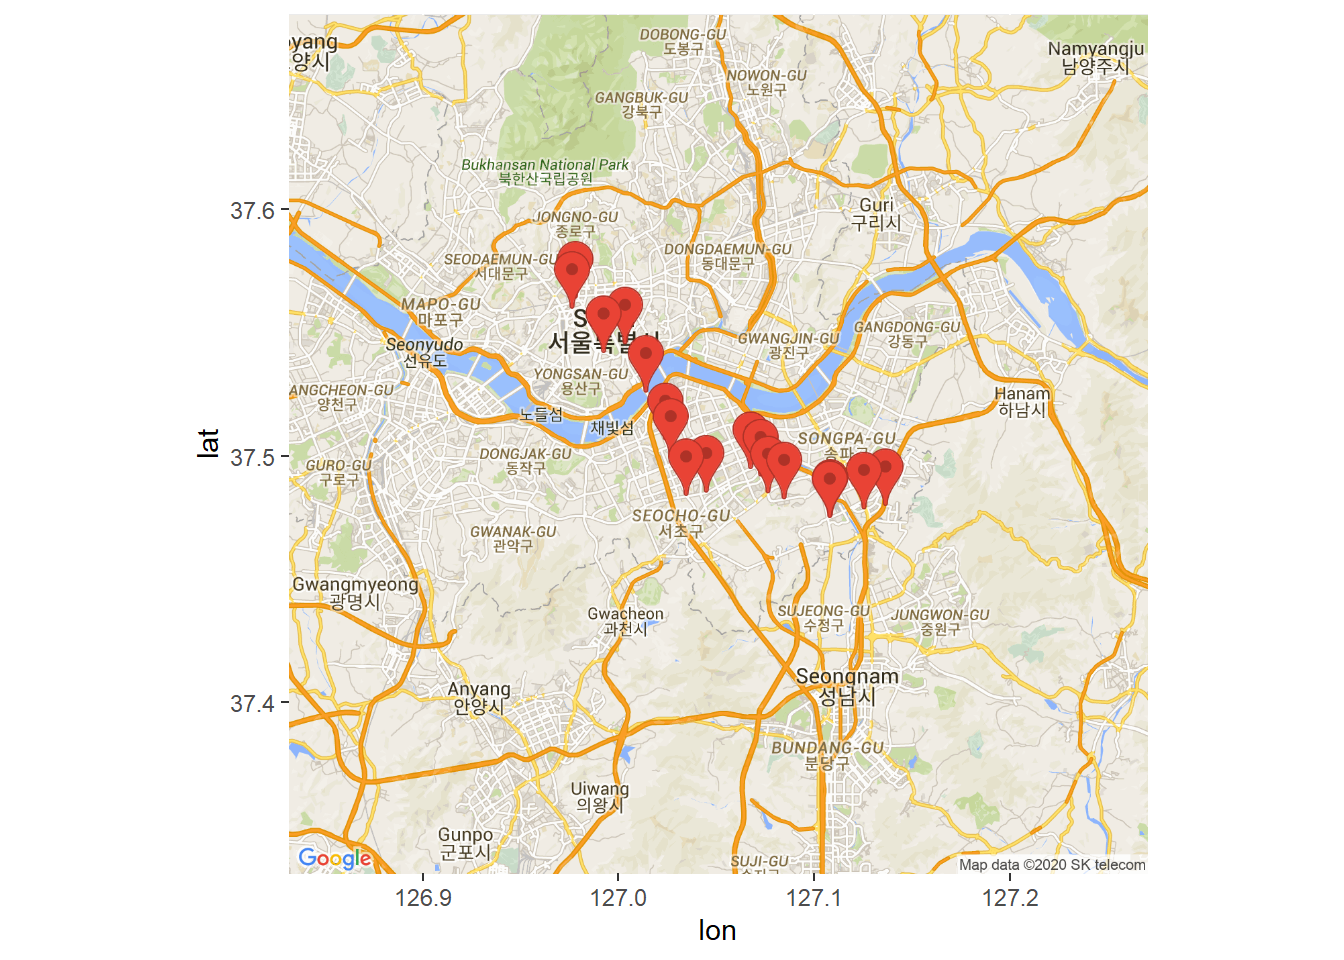 DOBONG-GU
도봉구
yang
양시
Namyangju
남양주시
NOWON-GU
노원구
GANGBUK-GU
강북구
Bukhansan National Park
북한산국립공원
37.6
Guri
구리시
JONGNO-GU
종로구
DONGDAEMUN-GU
동대문구
SEODAEMUN-GU
서대문구
MAPO-GU
마포구
S
서울특별시
GANGDONG-GU
강동구
Seonyudo
선유도
GWANGJIN-GU
광진구
YONGSAN-GU
용산구
ANGCHEON-GU
양천구
Hanam
하남시
노들섬
채빛섬
lat
SONGPA-GU
송파구
37.5
DONGJAK-GU
동작구
GURO-GU
구로구
SEOCHO-GU
서초구
GWANAK-GU
관악구
Gwangmyeong
광명시
Gwacheon
과천시
SUJEONG-GU
수정구
JUNGWON-GU
중원구
Seongnam
성남시
Anyang
안양시
37.4
BUNDANG-GU
분당구
Uiwang
의왕시
Gunpo
군포시
SUJI-GU
수지구
Google
Map data ©2020 SK telecom
126.9
127.0
127.1
127.2
lon